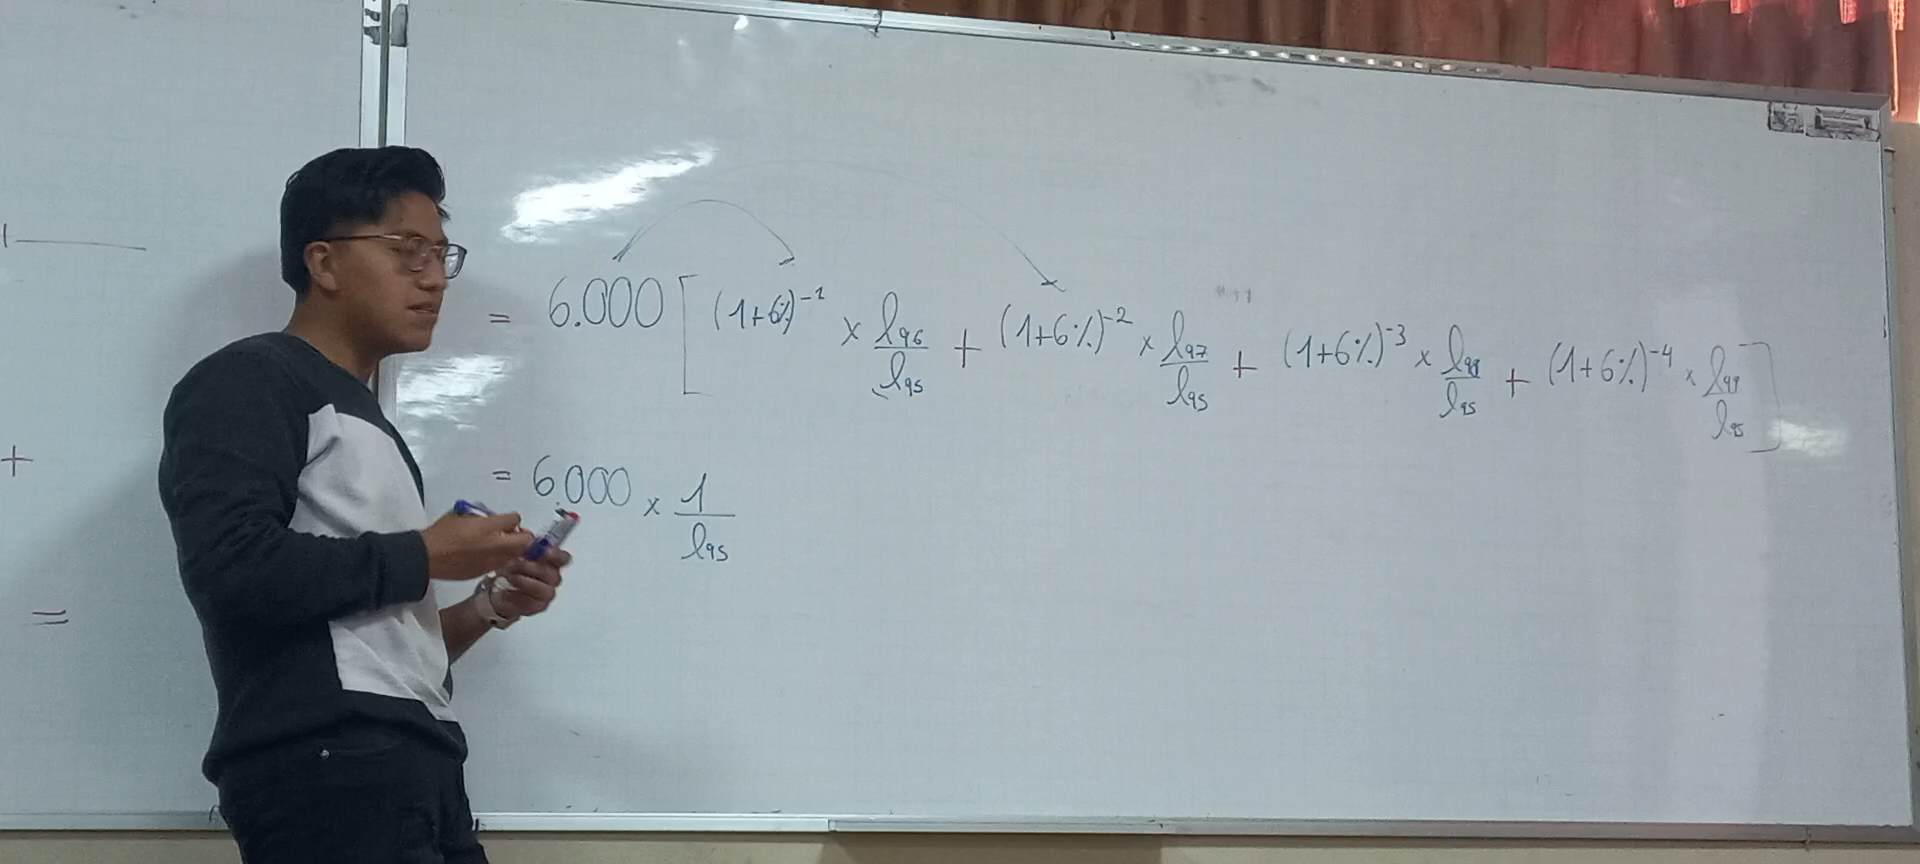 = 6.000 [ (1+6%)⁻¹ × l₉₆/l₉₅ + (1+6%)⁻² × l₉₇/l₉₅ + (1+6%)⁻³ × l₉₈/l₉₅ + (1+6%)⁻⁴ × l₉₉/l₉₅ ]
= 6.000 × 1/l₉₅
+
=